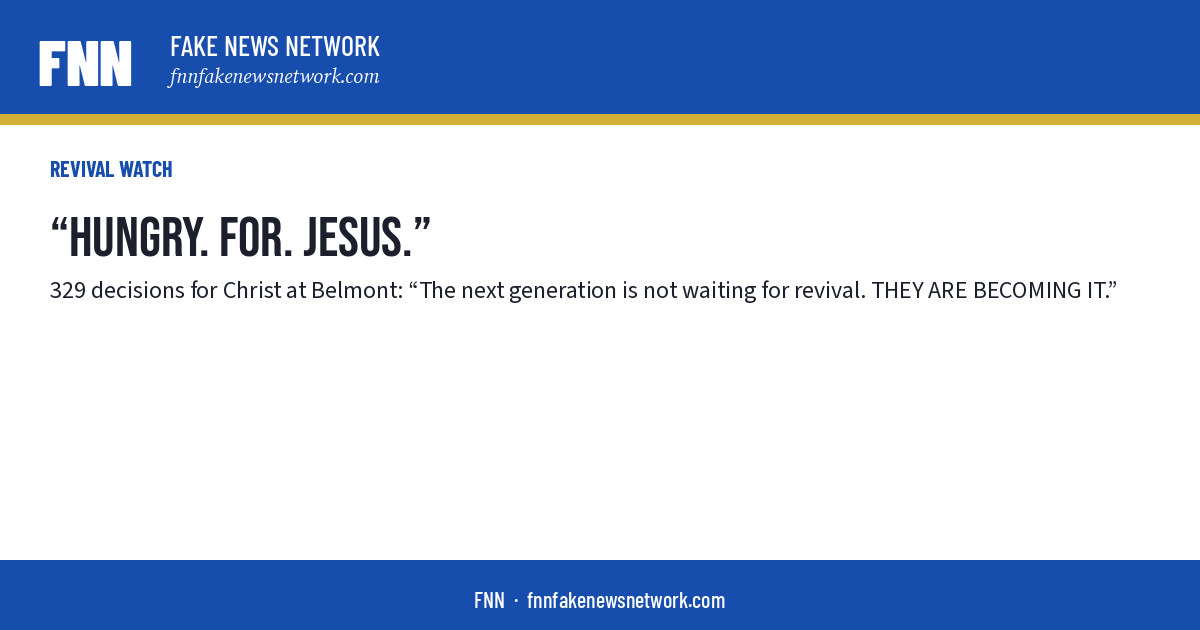 FNN
FAKE NEWS NETWORK
fnnfakenewsnetwork.com
REVIVAL WATCH
“HUNGRY. FOR. JESUS.”
329 decisions for Christ at Belmont: “The next generation is not waiting for revival. THEY ARE BECOMING IT.”
FNN · fnnfakenewsnetwork.com